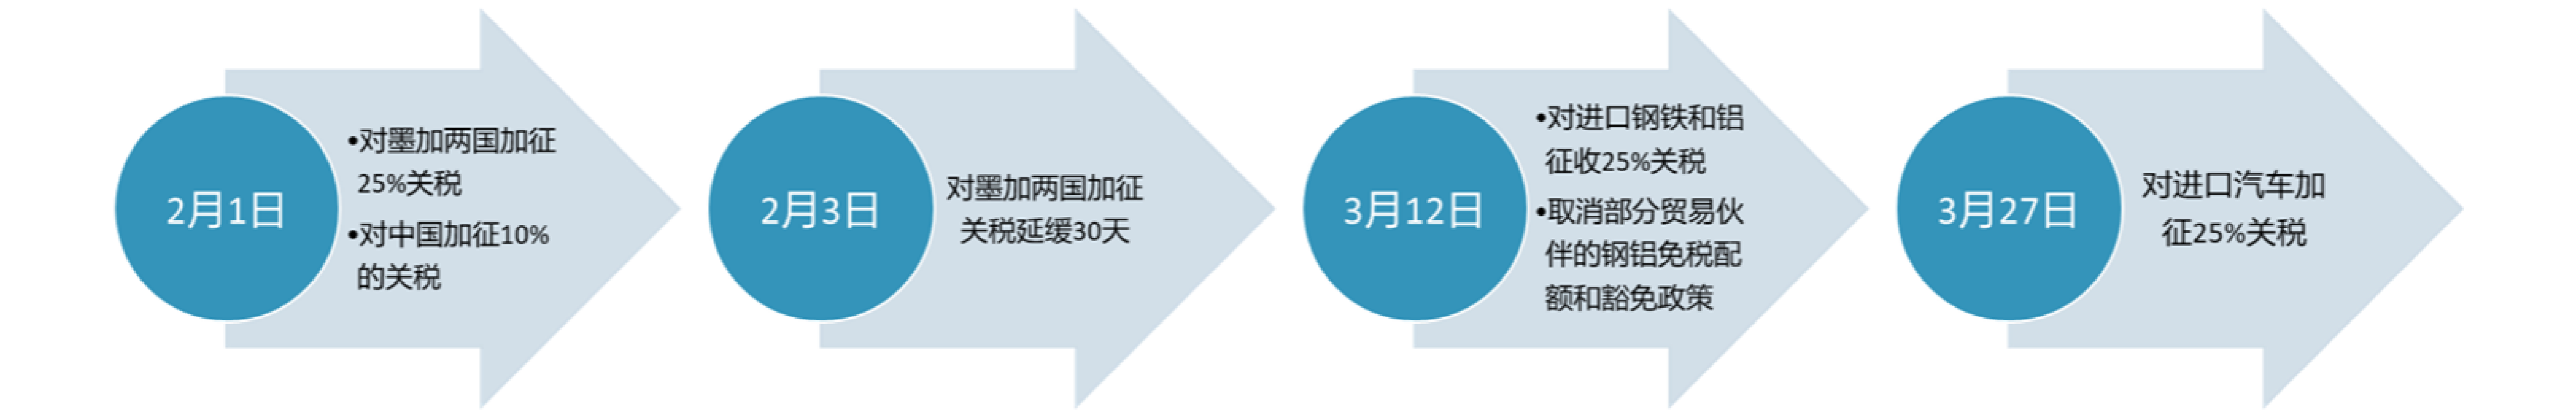 2月1日
•对墨加两国加征
25%关税
•对中国加征10%
的关税
2月3日
对墨加两国加征
关税延缓30天
3月12日
•对进口钢铁和铝
征收25%关税
•取消部分贸易伙
伴的钢铝免税配
额和豁免政策
3月27日
对进口汽车加
征25%关税